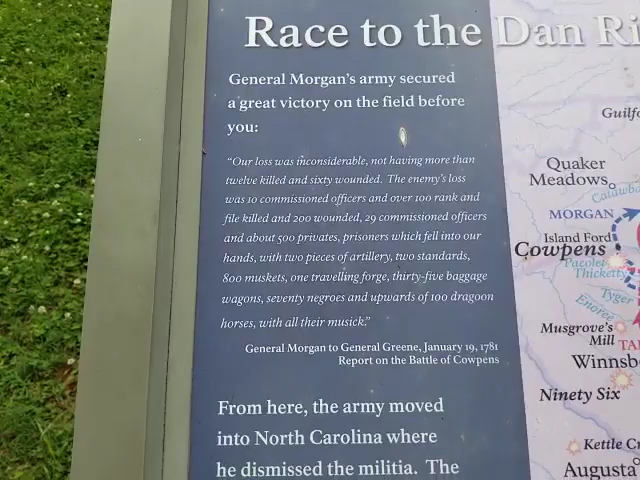 Race to the Dan Ri
General Morgan's army secured
a great victory on the field before
you:
"Our loss was inconsiderable, not having more than
twelve killed and sixty wounded. The enemy's loss
was 10 commissioned officers and over 100 rank and
file killed and 200 wounded, 29 commissioned officers
and about 500 privates, prisoners which fell into our
hands, with two pieces of artillery, two standards,
800 muskets, one travelling forge, thirty-five baggage
wagons, seventy negroes and upwards of 100 dragoon
horses, with all their musick."
General Morgan to General Greene, January 19, 1781
Report on the Battle of Cowpens
From here, the army moved
into North Carolina where
he dismissed the militia. The
Guilfo
Quaker
Meadows
Catawba
MORGAN
Island Ford
Cowpens
Pacolet
Thicketty
Tyger
Enoree
Musgrove's
Mill
TA
Winnsb
Ninety Six
Kettle Cr
Augusta